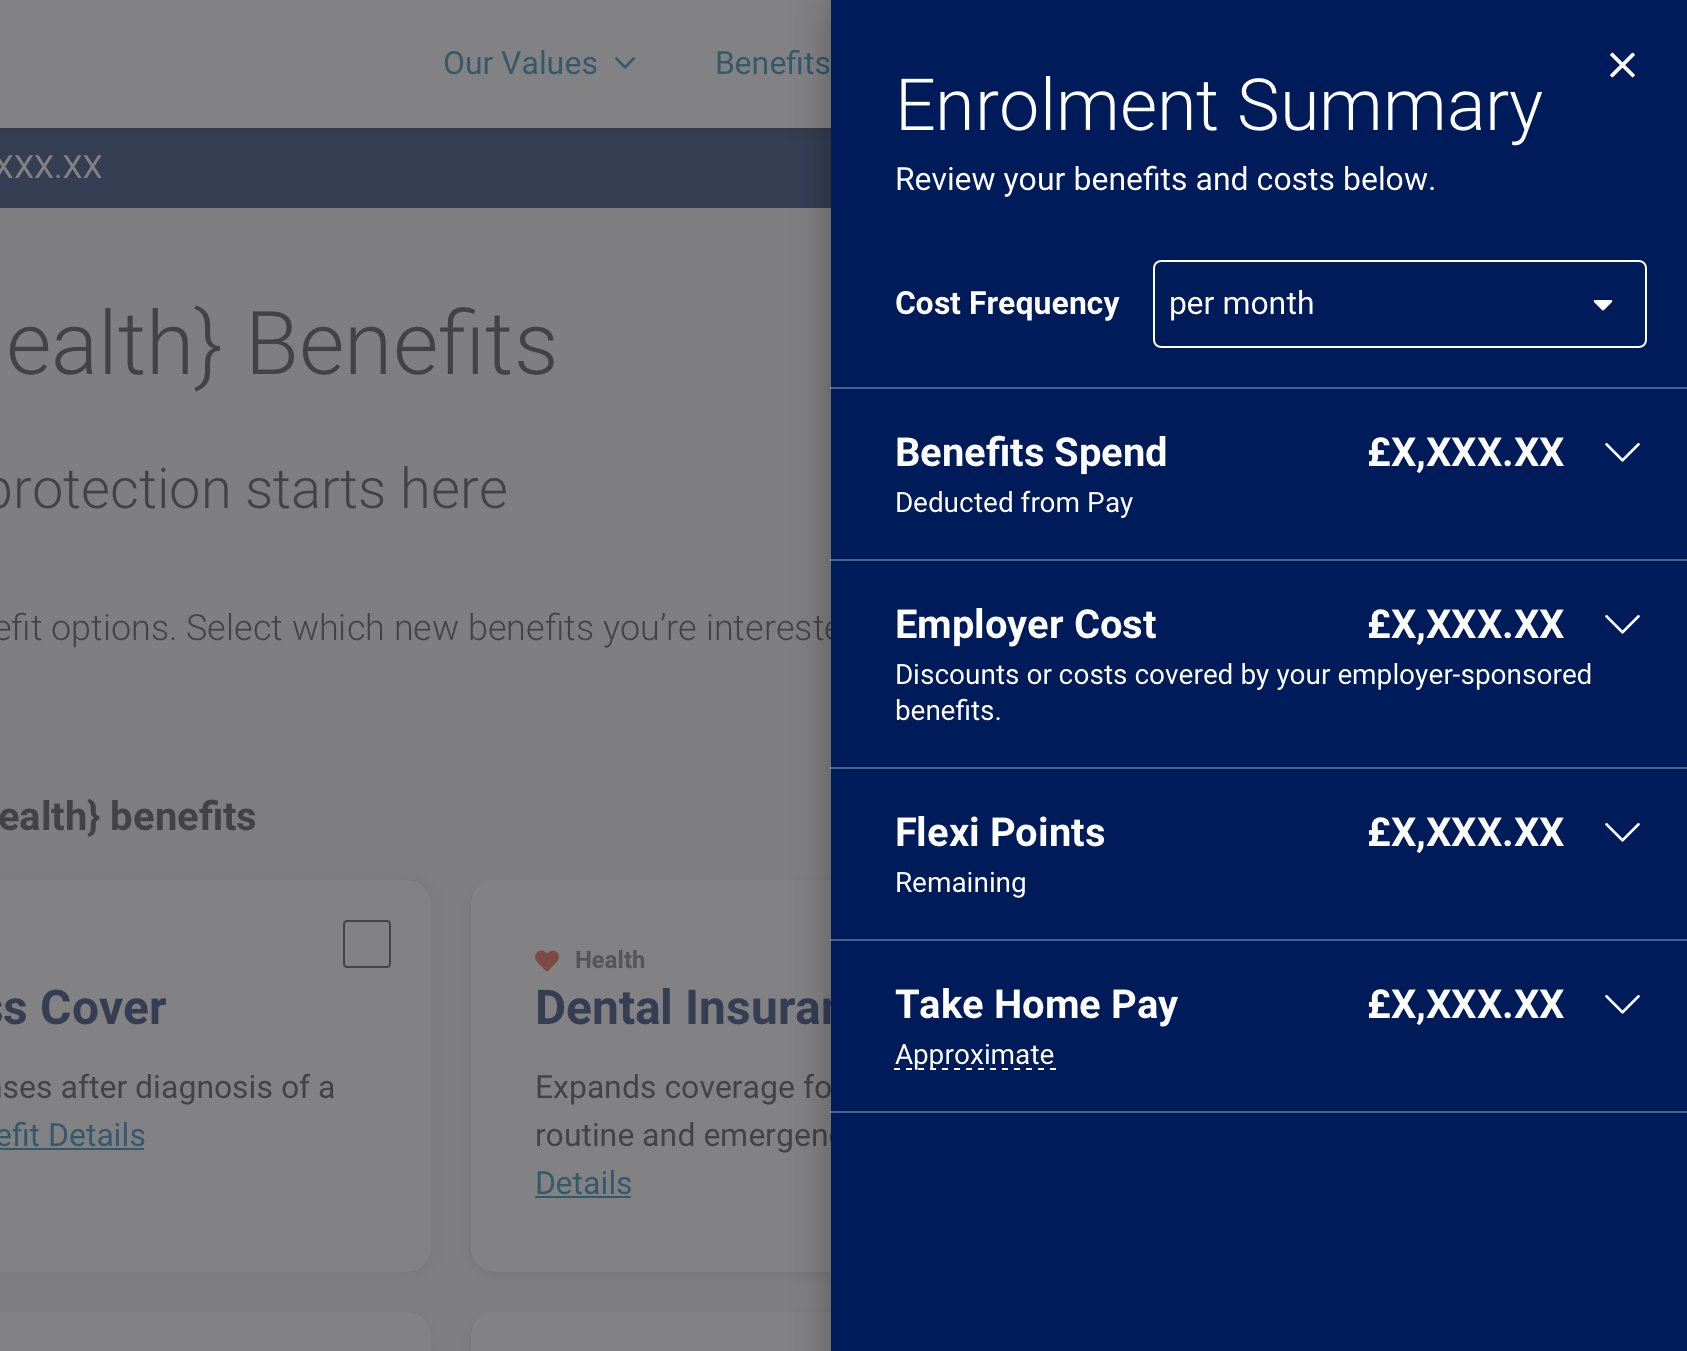 Our Values
Benefits
XXX.XX
ealth} Benefits
protection starts here
efit options. Select which new benefits you’re intereste
ealth} benefits
s Cover
ses after diagnosis of a
efit Details
Health
Dental Insuran
Expands coverage fo
routine and emergen
Details
Enrolment Summary
Review your benefits and costs below.
Cost Frequency per month
Benefits Spend £X,XXX.XX
Deducted from Pay
Employer Cost £X,XXX.XX
Discounts or costs covered by your employer-sponsored
benefits.
Flexi Points £X,XXX.XX
Remaining
Take Home Pay £X,XXX.XX
Approximate